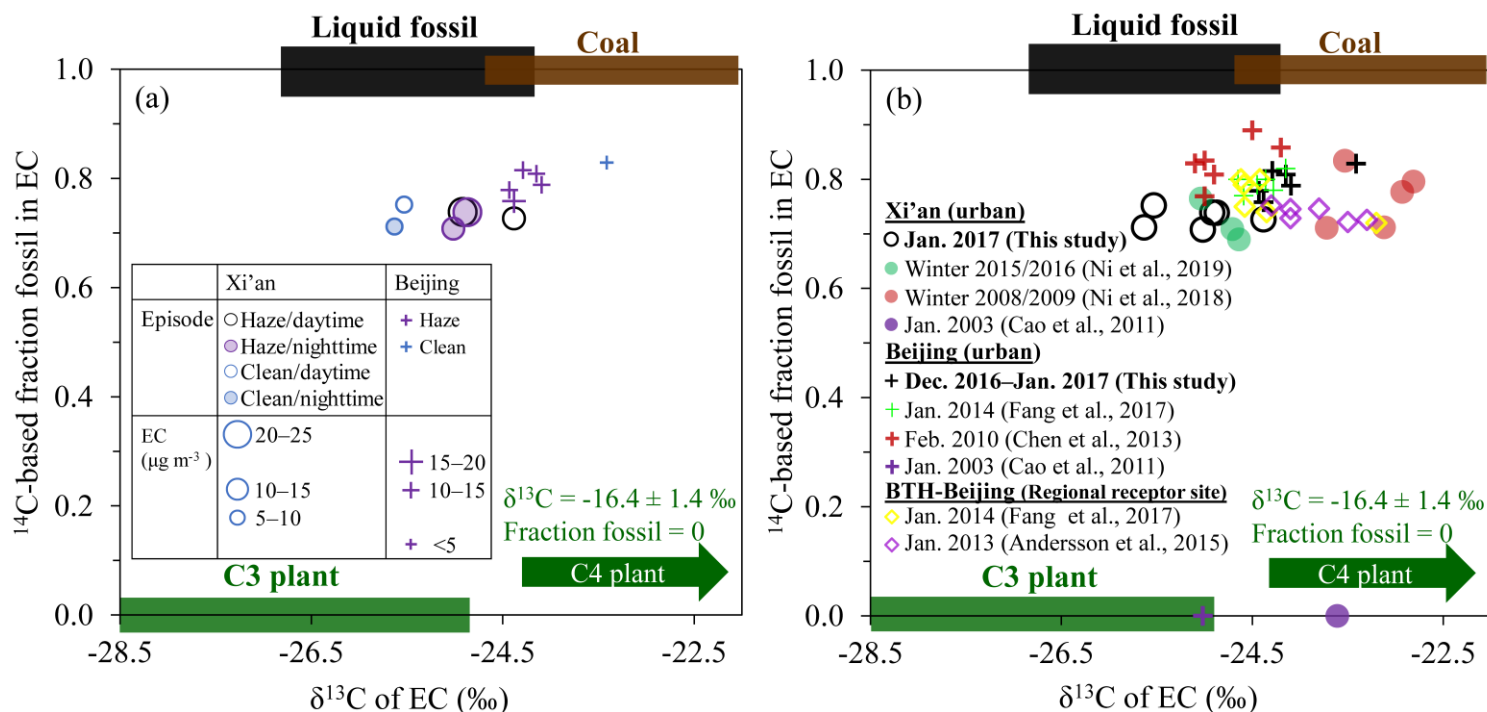 Liquid fossil
Coal
(a)
¹⁴C-based fraction fossil in EC
1.0
0.8
0.6
0.4
0.2
0.0
Xi’an Beijing
Episode
Haze/daytime
Haze/nighttime
Clean/daytime
Clean/nighttime
Haze
Clean
EC
(μg m⁻³ )
20–25
10–15
5–10
15–20
10–15
<5
δ¹³C = -16.4 ± 1.4 ‰
Fraction fossil = 0
C4 plant
C3 plant
-28.5 -26.5 -24.5 -22.5
δ¹³C of EC (‰)
Liquid fossil
Coal
(b)
¹⁴C-based fraction fossil in EC
1.0
0.8
0.6
0.4
0.2
0.0
Xi’an (urban)
Jan. 2017 (This study)
Winter 2015/2016 (Ni et al., 2019)
Winter 2008/2009 (Ni et al., 2018)
Jan. 2003 (Cao et al., 2011)
Beijing (urban)
Dec. 2016–Jan. 2017 (This study)
Jan. 2014 (Fang et al., 2017)
Feb. 2010 (Chen et al., 2013)
Jan. 2003 (Cao et al., 2011)
BTH-Beijing (Regional receptor site)
Jan. 2014 (Fang et al., 2017)
Jan. 2013 (Andersson et al., 2015)
δ¹³C = -16.4 ± 1.4 ‰
Fraction fossil = 0
C4 plant
C3 plant
-28.5 -26.5 -24.5 -22.5
δ¹³C of EC (‰)